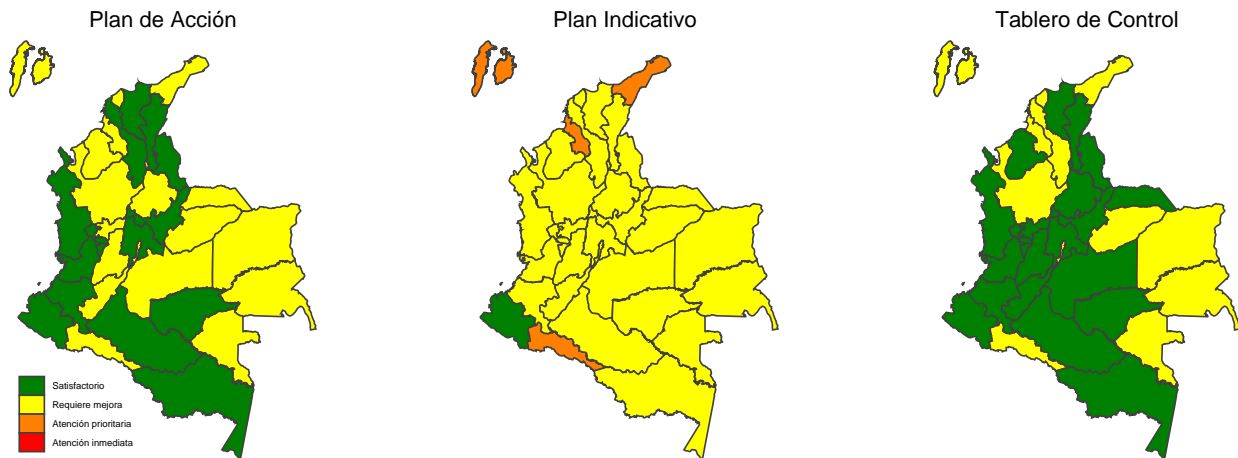 Plan de Acción
Plan Indicativo
Tablero de Control
Satisfactorio
Requiere mejora
Atención prioritaria
Atención inmediata